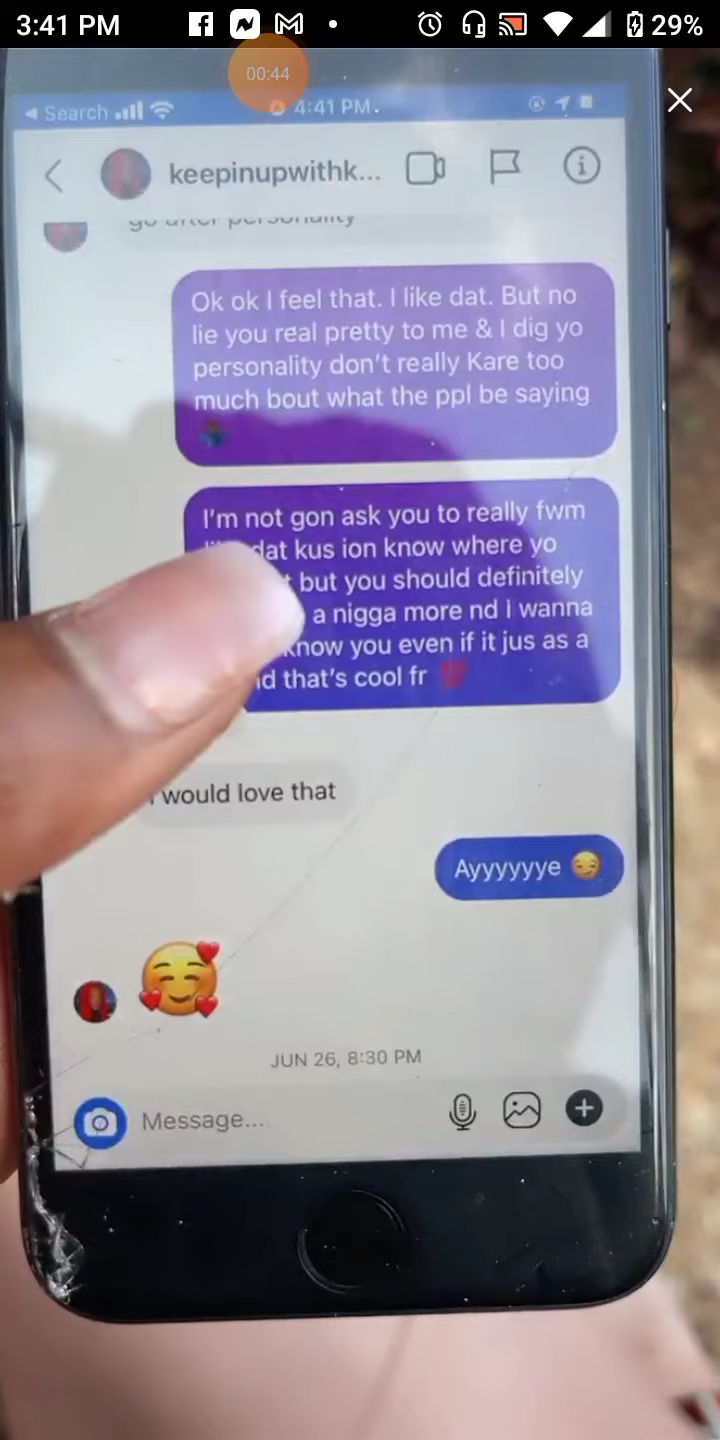 3:41 PM
29%
00:44
Search
4:41 PM
keepinupwithk...
go after personality
Ok ok I feel that. I like dat. But no
lie you real pretty to me & I dig yo
personality don't really Kare too
much bout what the ppl be saying
I'm not gon ask you to really fwm
dat kus ion know where yo
but you should definitely
a nigga more nd i wanna
know you even if it jus as a
that's cool fr 💯
would love that
Ayyyyyye 😏
🥰
JUN 26, 8:30 PM
Message...